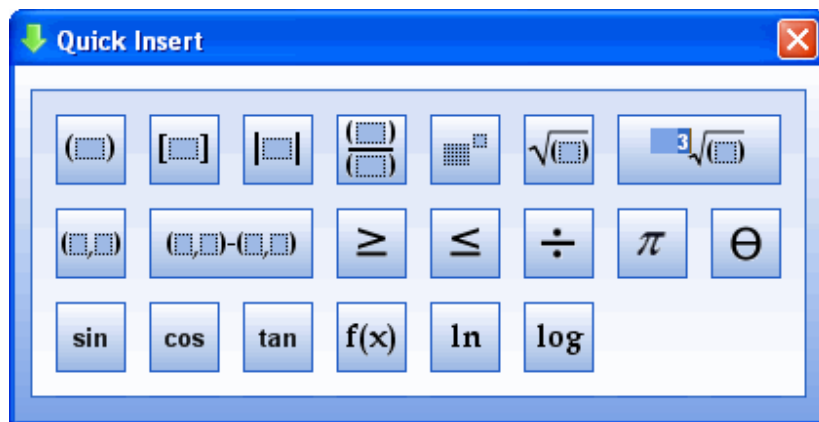 Quick Insert
( ) [ ] | | ( )/( ) √( ) 3√( )
( , ) ( , )-( , ) ≥ ≤ ÷ π Θ
sin cos tan f(x) ln log